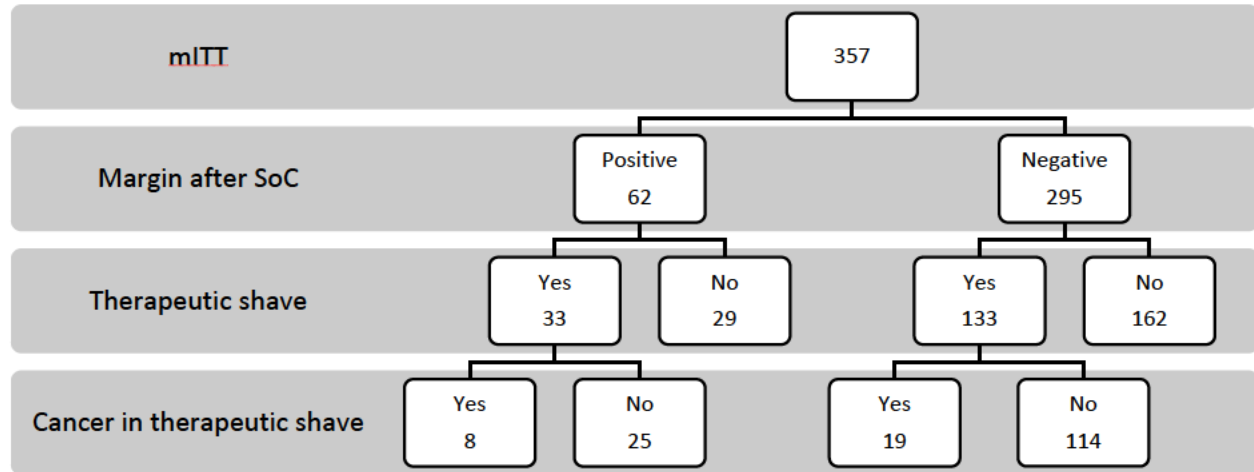 mITT
357
Margin after SoC
Positive
62
Negative
295
Therapeutic shave
Yes
33
No
29
Yes
133
No
162
Cancer in therapeutic shave
Yes
8
No
25
Yes
19
No
114